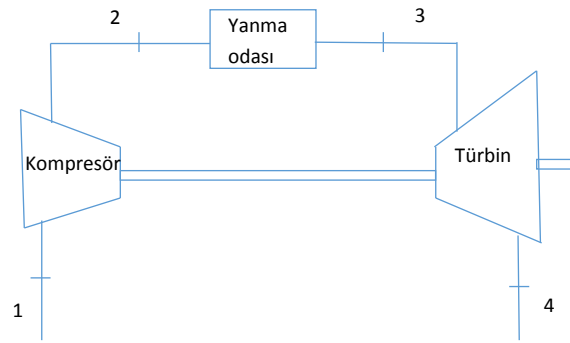 2
Yanma
odası
3
Kompresör
Türbin
1
4